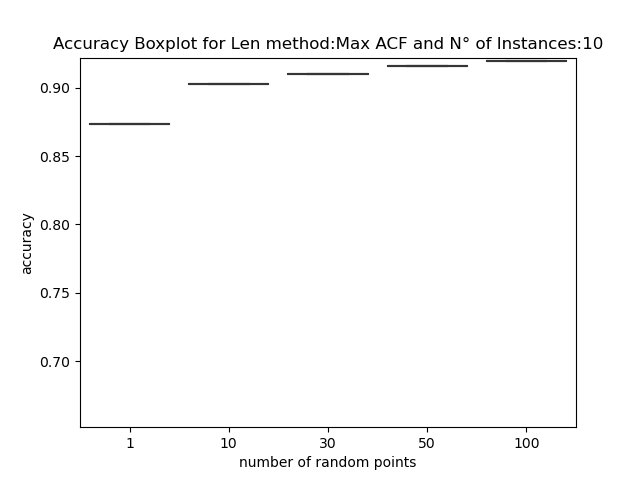 Accuracy Boxplot for Len method:Max ACF and N° of Instances:10
0.90
0.85
0.80
0.75
0.70
accuracy
1 10 30 50 100
number of random points